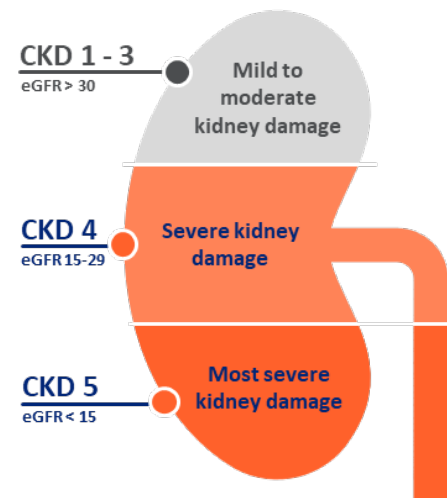 CKD 1 - 3
eGFR > 30
Mild to
moderate
kidney damage
CKD 4
eGFR 15-29
Severe kidney
damage
CKD 5
eGFR < 15
Most severe
kidney damage